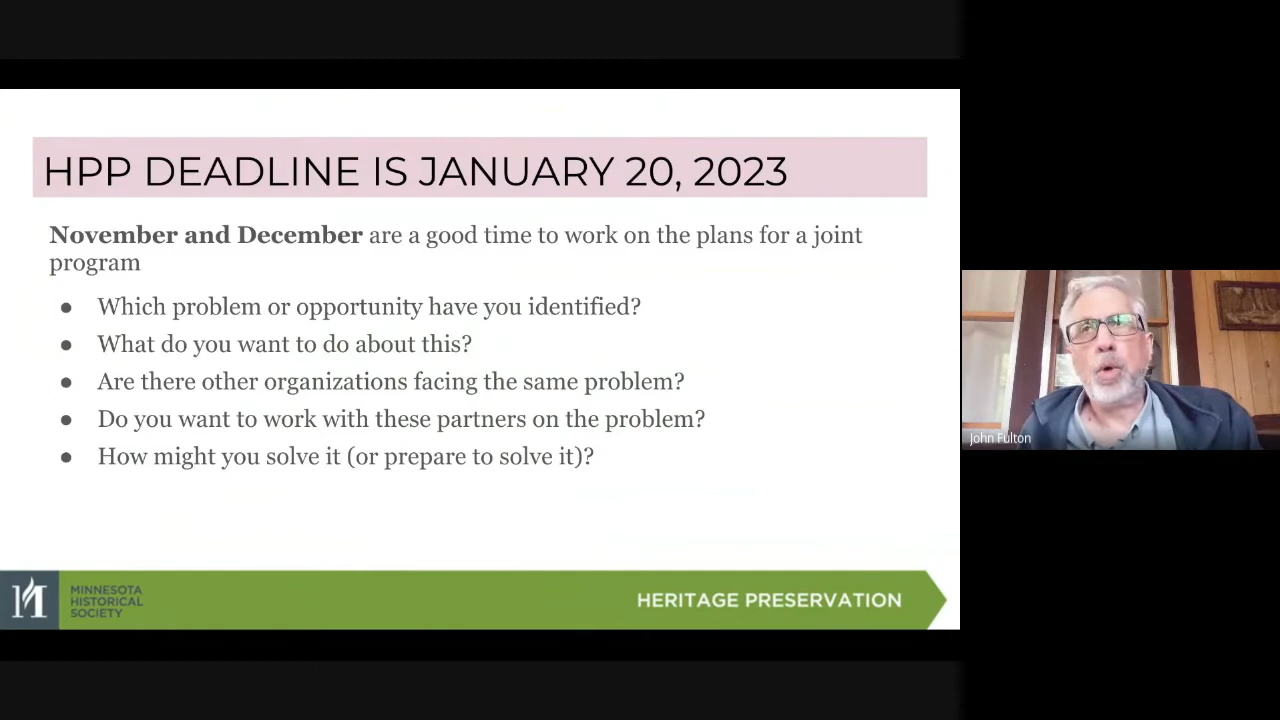 HPP DEADLINE IS JANUARY 20, 2023
November and December are a good time to work on the plans for a joint
program
● Which problem or opportunity have you identified?
● What do you want to do about this?
● Are there other organizations facing the same problem?
● Do you want to work with these partners on the problem?
● How might you solve it (or prepare to solve it)?
John Fulton
MINNESOTA
HISTORICAL
SOCIETY
HERITAGE PRESERVATION